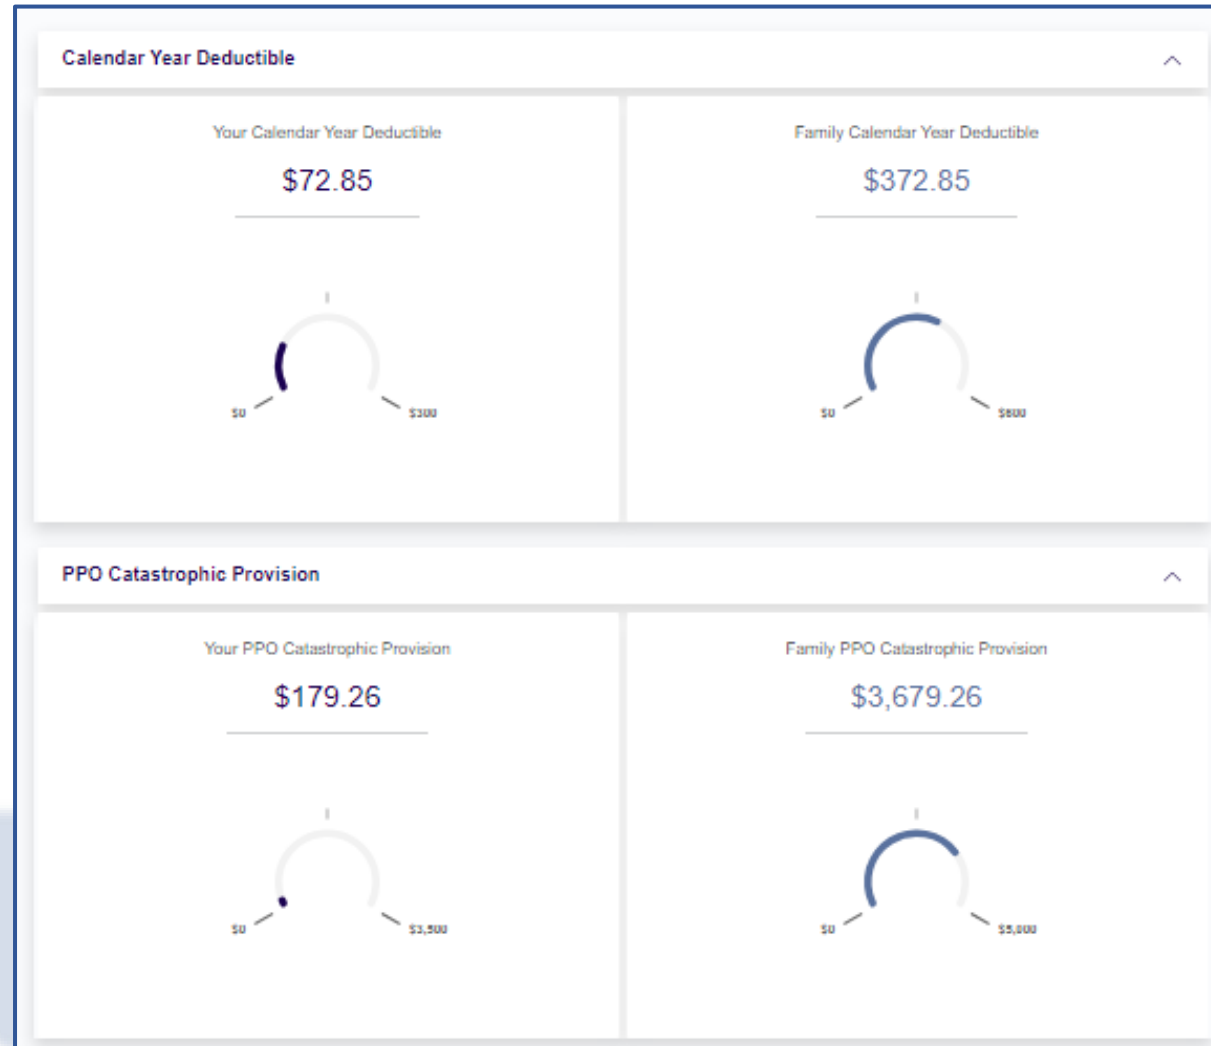 Calendar Year Deductible
Your Calendar Year Deductible
$72.85
$0
$300
Family Calendar Year Deductible
$372.85
$0
$600
PPO Catastrophic Provision
Your PPO Catastrophic Provision
$179.26
$0
$3,500
Family PPO Catastrophic Provision
$3,679.26
$0
$5,000